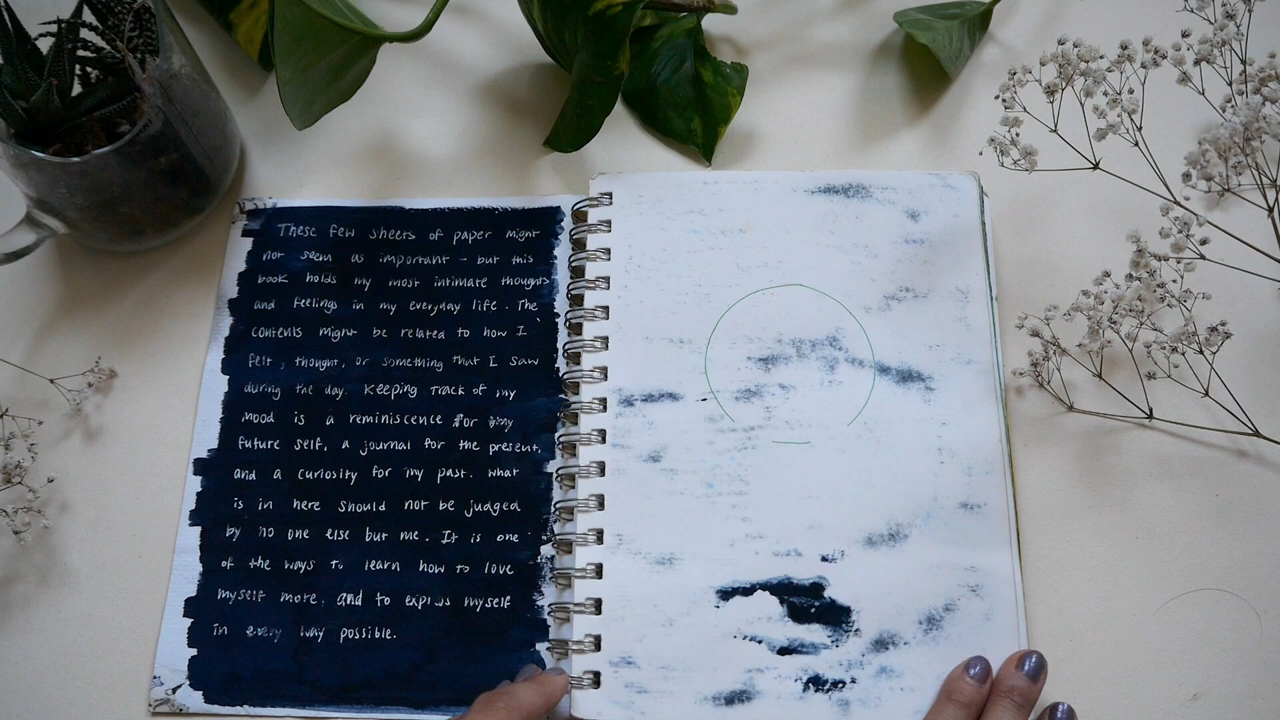 These few sheets of paper might
not seem as important - but this
book holds my most intimate thoughts
and feelings in my everyday life. The
contents might be related to how I
felt, thought, or something that I saw
during the day. Keeping track of my
mood is a reminiscence for my
future self, a journal for the present,
and a curiosity for my past. What
is in here should not be judged
by no one else but me. It is one
of the ways to learn how to love
myself more, and to express myself
in every way possible.